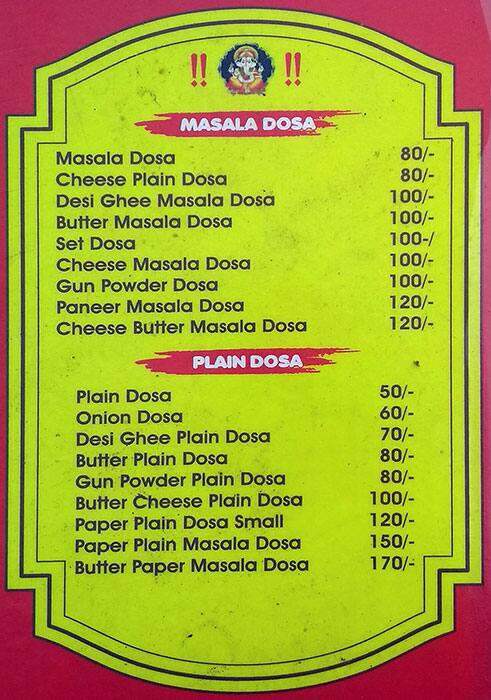 !! !!
MASALA DOSA
Masala Dosa 80/-
Cheese Plain Dosa 80/-
Desi Ghee Masala Dosa 100/-
Butter Masala Dosa 100/-
Set Dosa 100-/
Cheese Masala Dosa 100/-
Gun Powder Dosa 100/-
Paneer Masala Dosa 120/-
Cheese Butter Masala Dosa 120/-
PLAIN DOSA
Plain Dosa 50/-
Onion Dosa 60/-
Desi Ghee Plain Dosa 70/-
Butter Plain Dosa 80/-
Gun Powder Plain Dosa 80/-
Butter Cheese Plain Dosa 100/-
Paper Plain Dosa Small 120/-
Paper Plain Masala Dosa 150/-
Butter Paper Masala Dosa 170/-